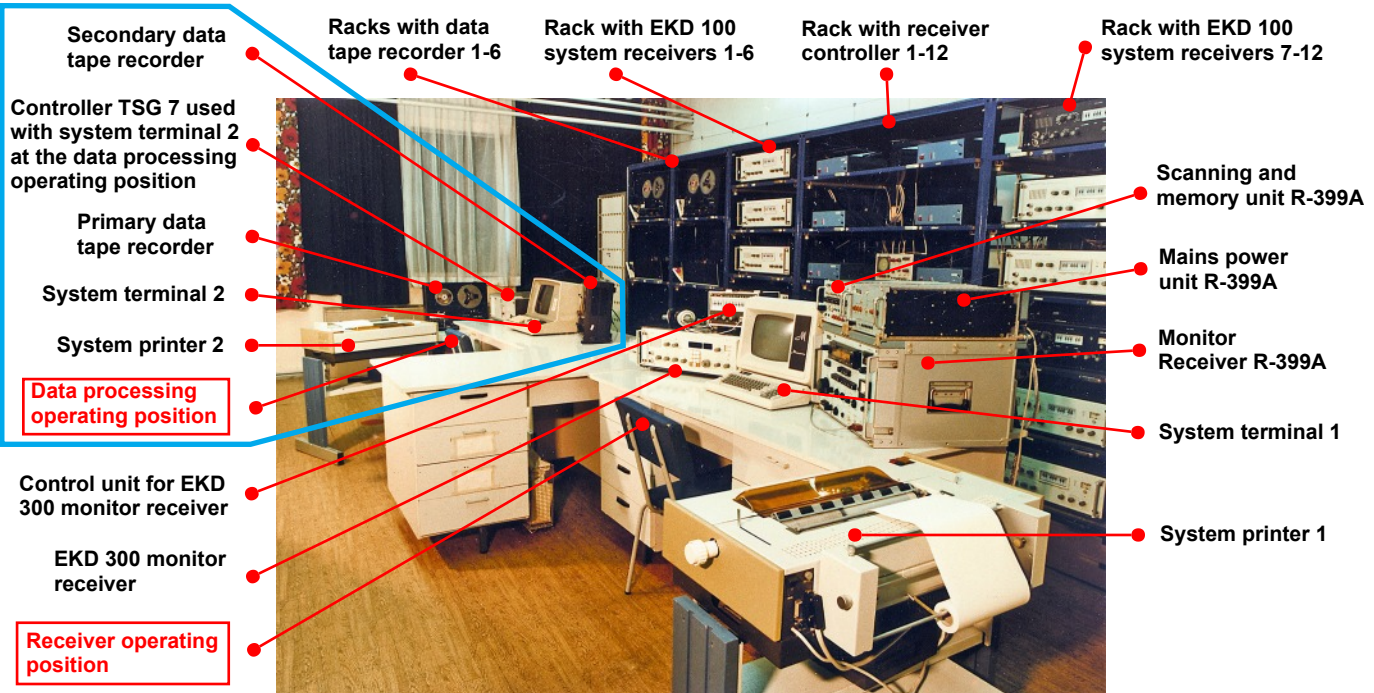 Secondary data
tape recorder
Controller TSG 7 used
with system terminal 2
at the data processing
operating position
Primary data
tape recorder
System terminal 2
System printer 2
Data processing
operating position
Control unit for EKD
300 monitor receiver
EKD 300 monitor
receiver
Receiver operating
position
Racks with data
tape recorder 1-6
Rack with EKD 100
system receivers 1-6
Rack with receiver
controller 1-12
Rack with EKD 100
system receivers 7-12
Scanning and
memory unit R-399A
Mains power
unit R-399A
Monitor
Receiver R-399A
System terminal 1
System printer 1